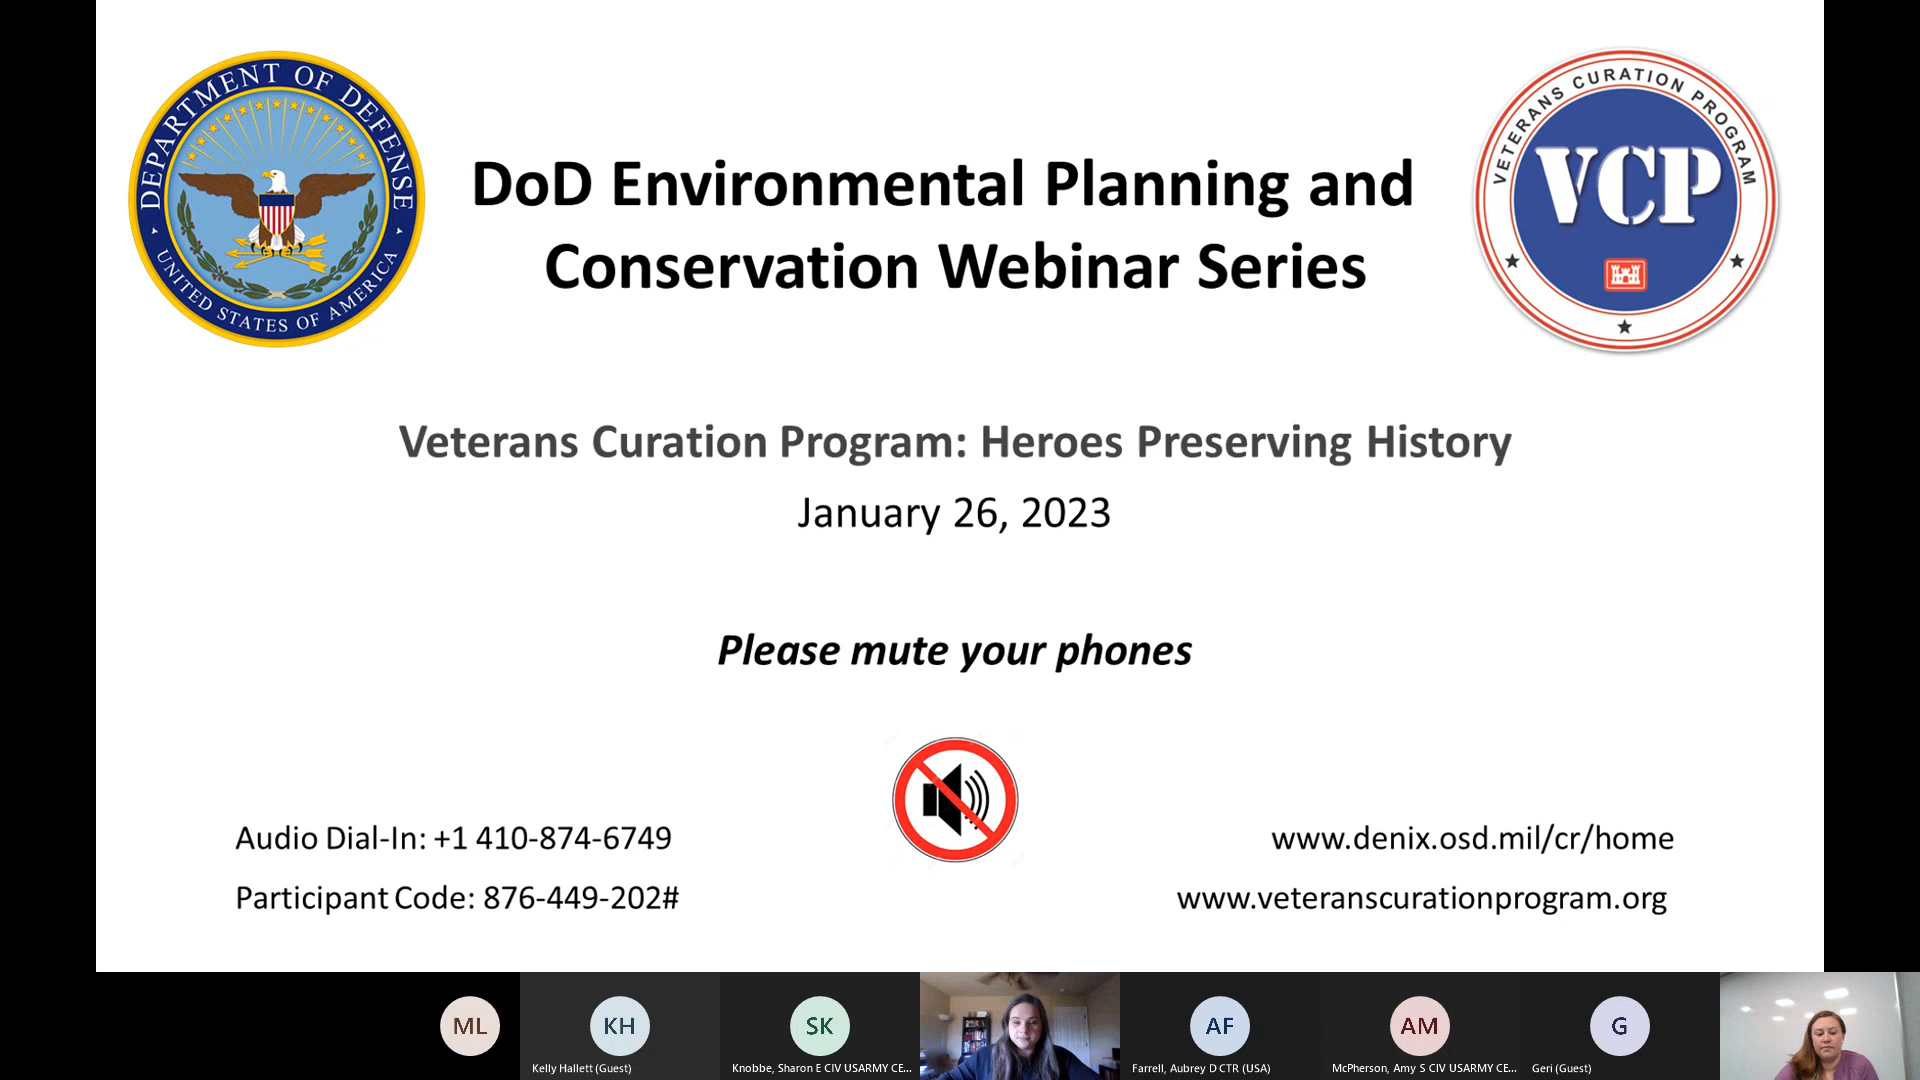 DEPARTMENT OF DEFENSE
UNITED STATES OF AMERICA
DoD Environmental Planning and
Conservation Webinar Series
VETERANS CURATION PROGRAM
VCP
Veterans Curation Program: Heroes Preserving History
January 26, 2023
Please mute your phones
Audio Dial-In: +1 410-874-6749
www.denix.osd.mil/cr/home
Participant Code: 876-449-202#
www.veteranscurationprogram.org
ML
KH
SK
AF
AM
G
Kelly Hallett (Guest)
Knobbe, Sharon E CIV USARMY CE...
Farrell, Aubrey D CTR (USA)
McPherson, Amy S CIV USARMY CE...
Geri (Guest)